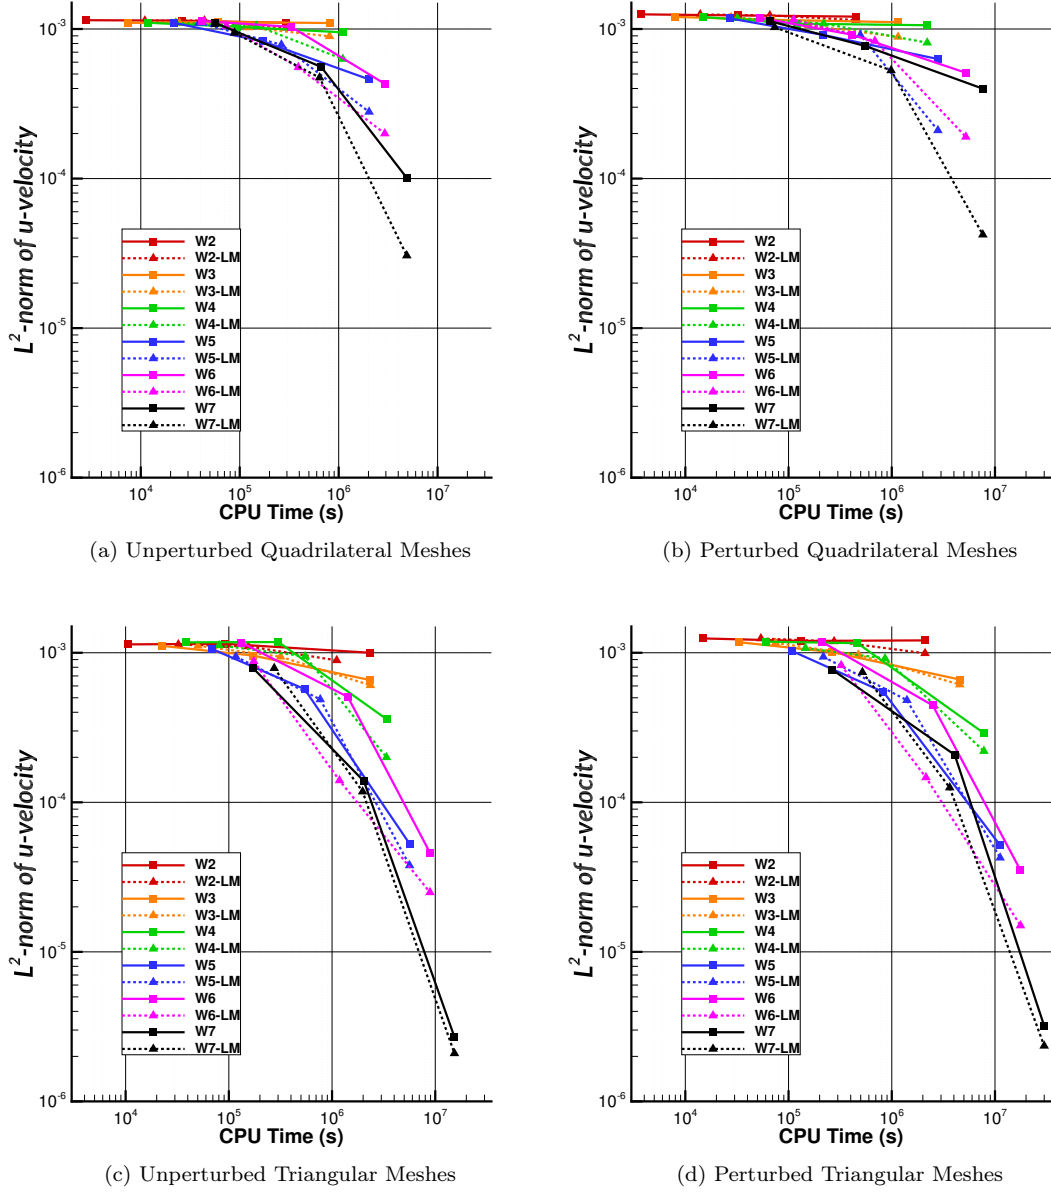 10⁻³
10⁻⁴
10⁻⁵
10⁻⁶
L²-norm of u-velocity
W2
W2-LM
W3
W3-LM
W4
W4-LM
W5
W5-LM
W6
W6-LM
W7
W7-LM
10⁴ 10⁵ 10⁶ 10⁷
CPU Time (s)
(a) Unperturbed Quadrilateral Meshes
10⁻³
10⁻⁴
10⁻⁵
10⁻⁶
L²-norm of u-velocity
W2
W2-LM
W3
W3-LM
W4
W4-LM
W5
W5-LM
W6
W6-LM
W7
W7-LM
10⁴ 10⁵ 10⁶ 10⁷
CPU Time (s)
(b) Perturbed Quadrilateral Meshes
10⁻³
10⁻⁴
10⁻⁵
10⁻⁶
L²-norm of u-velocity
W2
W2-LM
W3
W3-LM
W4
W4-LM
W5
W5-LM
W6
W6-LM
W7
W7-LM
10⁴ 10⁵ 10⁶ 10⁷
CPU Time (s)
(c) Unperturbed Triangular Meshes
10⁻³
10⁻⁴
10⁻⁵
10⁻⁶
L²-norm of u-velocity
W2
W2-LM
W3
W3-LM
W4
W4-LM
W5
W5-LM
W6
W6-LM
W7
W7-LM
10⁴ 10⁵ 10⁶ 10⁷
CPU Time (s)
(d) Perturbed Triangular Meshes